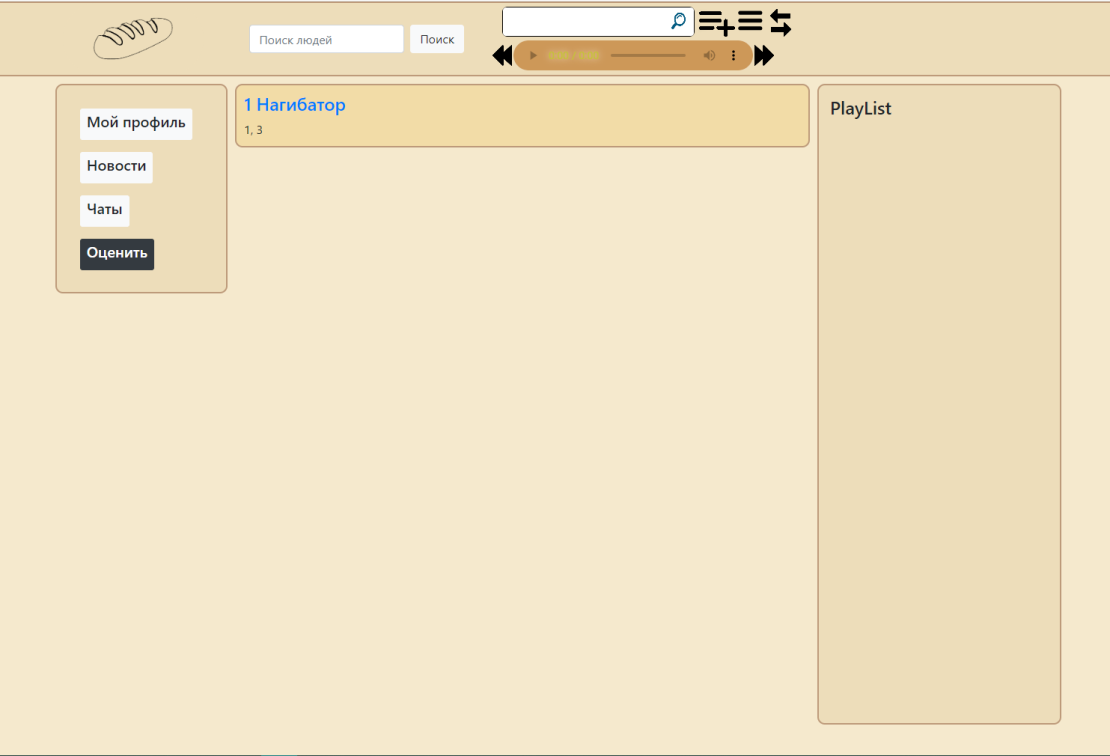 Поиск людей
Поиск
Мой профиль
Новости
Чаты
Оценить
1 Нагибатор
1, 3
PlayList